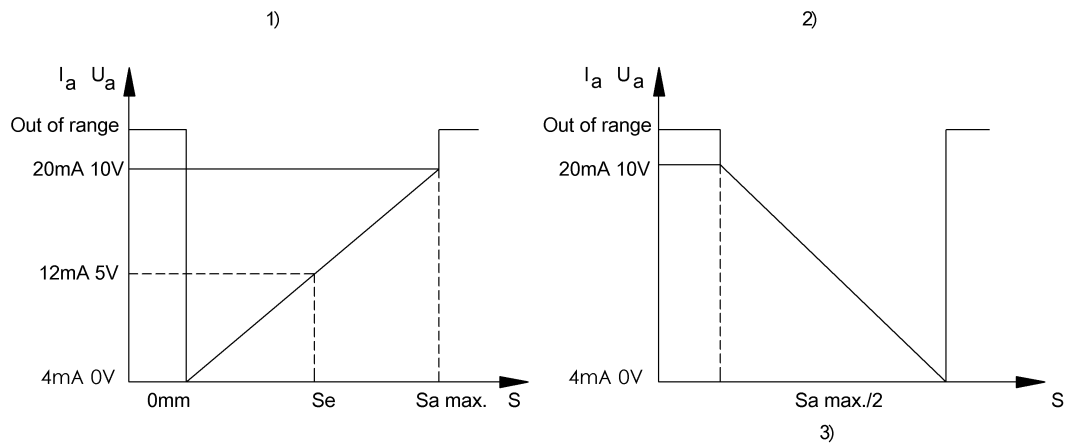 1)
Iₐ Uₐ
Out of range
20mA 10V
12mA 5V
4mA 0V
0mm Se Sa max. S
2)
Iₐ Uₐ
Out of range
20mA 10V
4mA 0V
Sa max./2 S
3)